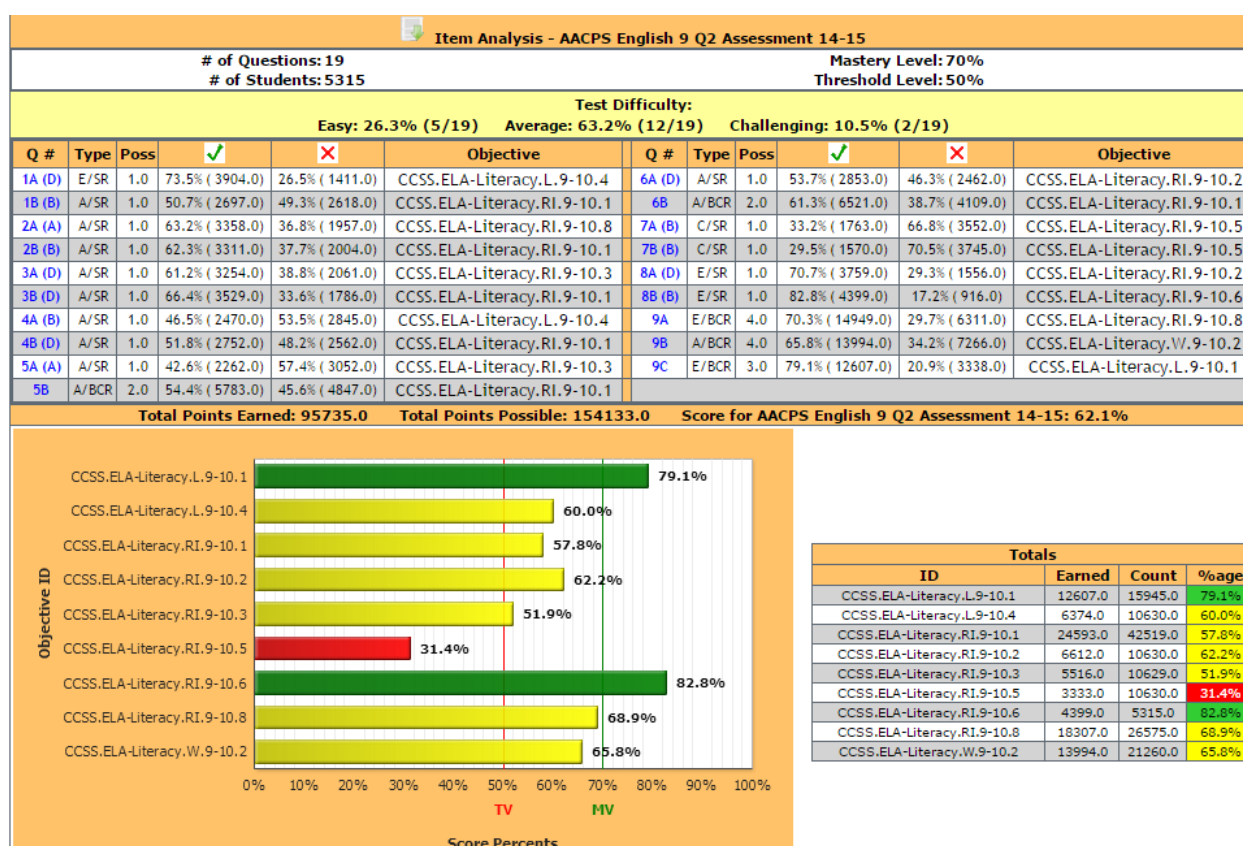 Item Analysis - AACPS English 9 Q2 Assessment 14-15
# of Questions: 19 Mastery Level: 70%
# of Students: 5315 Threshold Level: 50%
Test Difficulty:
Easy: 26.3% (5/19) Average: 63.2% (12/19) Challenging: 10.5% (2/19)
Q # Type Poss Objective Q # Type Poss Objective
1A (D) E/SR 1.0 73.5% ( 3904.0) 26.5% ( 1411.0) CCSS.ELA-Literacy.L.9-10.4 6A (D) A/SR 1.0 53.7% ( 2853.0) 46.3% ( 2462.0) CCSS.ELA-Literacy.RI.9-10.2
1B (B) A/SR 1.0 50.7% ( 2697.0) 49.3% ( 2618.0) CCSS.ELA-Literacy.RI.9-10.1 6B A/BCR 2.0 61.3% ( 6521.0) 38.7% ( 4109.0) CCSS.ELA-Literacy.RI.9-10.1
2A (A) A/SR 1.0 63.2% ( 3358.0) 36.8% ( 1957.0) CCSS.ELA-Literacy.RI.9-10.8 7A (B) C/SR 1.0 33.2% ( 1763.0) 66.8% ( 3552.0) CCSS.ELA-Literacy.RI.9-10.5
2B (B) A/SR 1.0 62.3% ( 3311.0) 37.7% ( 2004.0) CCSS.ELA-Literacy.RI.9-10.1 7B (B) C/SR 1.0 29.5% ( 1570.0) 70.5% ( 3745.0) CCSS.ELA-Literacy.RI.9-10.5
3A (D) A/SR 1.0 61.2% ( 3254.0) 38.8% ( 2061.0) CCSS.ELA-Literacy.RI.9-10.3 8A (D) E/SR 1.0 70.7% ( 3759.0) 29.3% ( 1556.0) CCSS.ELA-Literacy.RI.9-10.2
3B (D) A/SR 1.0 66.4% ( 3529.0) 33.6% ( 1786.0) CCSS.ELA-Literacy.RI.9-10.1 8B (B) E/SR 1.0 82.8% ( 4399.0) 17.2% ( 916.0) CCSS.ELA-Literacy.RI.9-10.6
4A (B) A/SR 1.0 46.5% ( 2470.0) 53.5% ( 2845.0) CCSS.ELA-Literacy.L.9-10.4 9A E/BCR 4.0 70.3% ( 14949.0) 29.7% ( 6311.0) CCSS.ELA-Literacy.RI.9-10.8
4B (D) A/SR 1.0 51.8% ( 2752.0) 48.2% ( 2562.0) CCSS.ELA-Literacy.RI.9-10.1 9B A/BCR 4.0 65.8% ( 13994.0) 34.2% ( 7266.0) CCSS.ELA-Literacy.W.9-10.2
5A (A) A/SR 1.0 42.6% ( 2262.0) 57.4% ( 3052.0) CCSS.ELA-Literacy.RI.9-10.3 9C E/BCR 3.0 79.1% ( 12607.0) 20.9% ( 3338.0) CCSS.ELA-Literacy.L.9-10.1
5B A/BCR 2.0 54.4% ( 5783.0) 45.6% ( 4847.0) CCSS.ELA-Literacy.RI.9-10.1
Total Points Earned: 95735.0 Total Points Possible: 154133.0 Score for AACPS English 9 Q2 Assessment 14-15: 62.1%
Objective ID
CCSS.ELA-Literacy.L.9-10.1 79.1%
CCSS.ELA-Literacy.L.9-10.4 60.0%
CCSS.ELA-Literacy.RI.9-10.1 57.8%
CCSS.ELA-Literacy.RI.9-10.2 62.2%
CCSS.ELA-Literacy.RI.9-10.3 51.9%
CCSS.ELA-Literacy.RI.9-10.5 31.4%
CCSS.ELA-Literacy.RI.9-10.6 82.8%
CCSS.ELA-Literacy.RI.9-10.8 68.9%
CCSS.ELA-Literacy.W.9-10.2 65.8%
0% 10% 20% 30% 40% 50% 60% 70% 80% 90% 100%
TV MV
Score Percents
Totals
ID Earned Count %age
CCSS.ELA-Literacy.L.9-10.1 12607.0 15945.0 79.1%
CCSS.ELA-Literacy.L.9-10.4 6374.0 10630.0 60.0%
CCSS.ELA-Literacy.RI.9-10.1 24593.0 42519.0 57.8%
CCSS.ELA-Literacy.RI.9-10.2 6612.0 10630.0 62.2%
CCSS.ELA-Literacy.RI.9-10.3 5516.0 10629.0 51.9%
CCSS.ELA-Literacy.RI.9-10.5 3333.0 10630.0 31.4%
CCSS.ELA-Literacy.RI.9-10.6 4399.0 5315.0 82.8%
CCSS.ELA-Literacy.RI.9-10.8 18307.0 26575.0 68.9%
CCSS.ELA-Literacy.W.9-10.2 13994.0 21260.0 65.8%